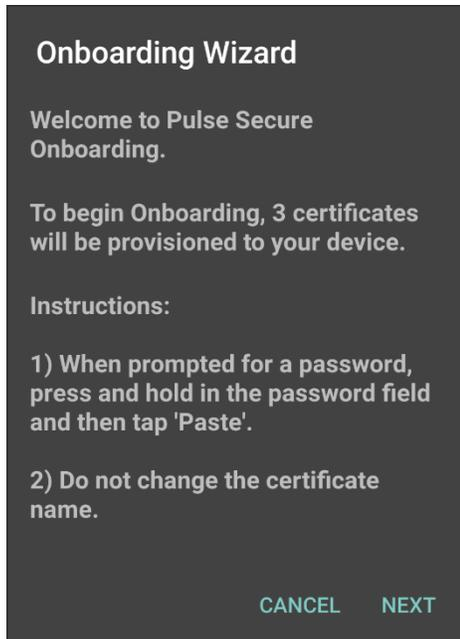 Onboarding Wizard
Welcome to Pulse Secure
Onboarding.
To begin Onboarding, 3 certificates
will be provisioned to your device.
Instructions:
1) When prompted for a password,
press and hold in the password field
and then tap 'Paste'.
2) Do not change the certificate
name.
CANCEL NEXT